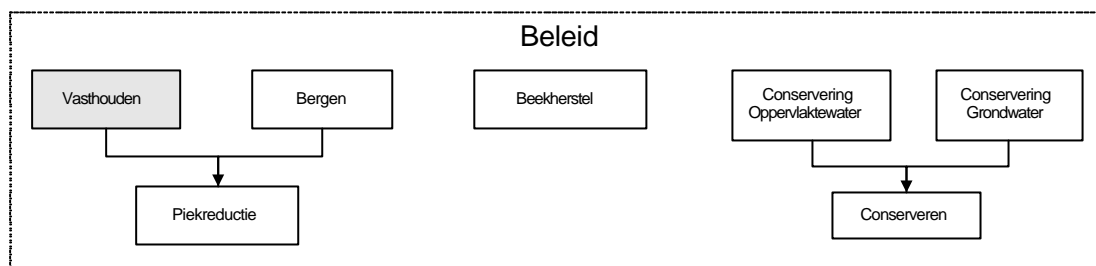 Beleid
Vasthouden
Bergen
Beekherstel
Conservering
Oppervlaktewater
Conservering
Grondwater
Piekreductie
Conserveren